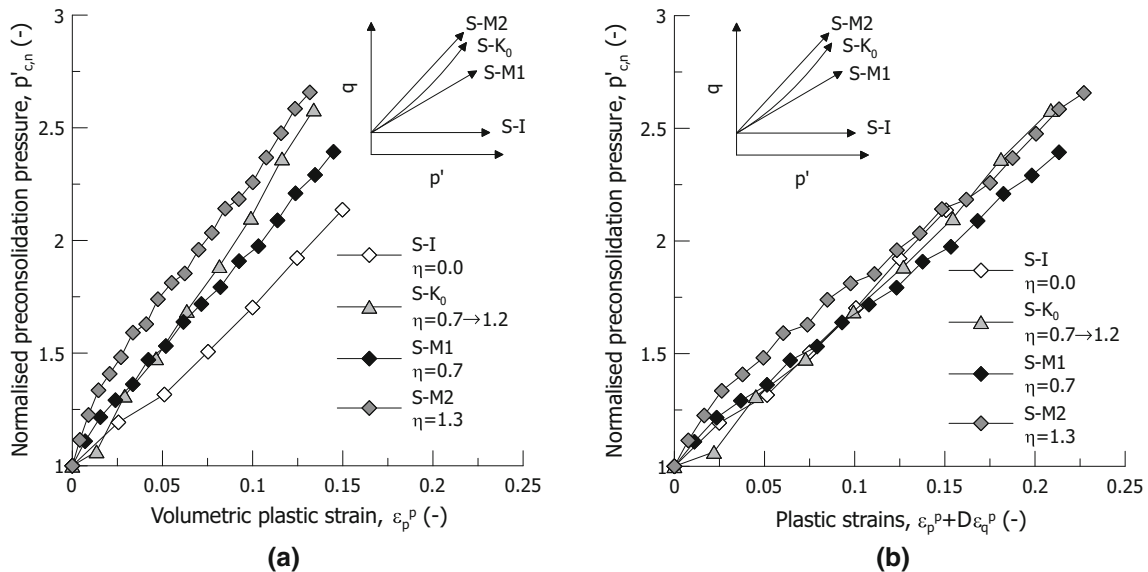 Normalised preconsolidation pressure, p'c,n (-)
3
2.5
2
1.5
1
0
0.05
0.1
0.15
0.2
0.25
Volumetric plastic strain, εpᵖ (-)
(a)
q
p'
S-M2
S-K₀
S-M1
S-I
S-I
η=0.0
S-K₀
η=0.7→1.2
S-M1
η=0.7
S-M2
η=1.3
Normalised preconsolidation pressure, p'c,n (-)
3
2.5
2
1.5
1
0
0.05
0.1
0.15
0.2
0.25
Plastic strains, εpᵖ+Dεqᵖ (-)
(b)
q
p'
S-M2
S-K₀
S-M1
S-I
S-I
η=0.0
S-K₀
η=0.7→1.2
S-M1
η=0.7
S-M2
η=1.3